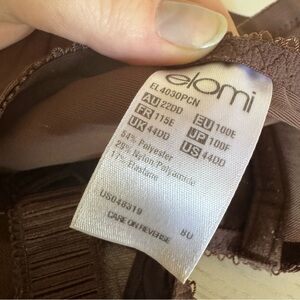 elomi
EL4030PCN
AU 22DD
FR 115E EU 100E
UK 44DD JP 100F
US 44DD
54% Polyester
29% Nylon/Polyamide
17% Elastane
US048319 BU
CARE ON REVERSE